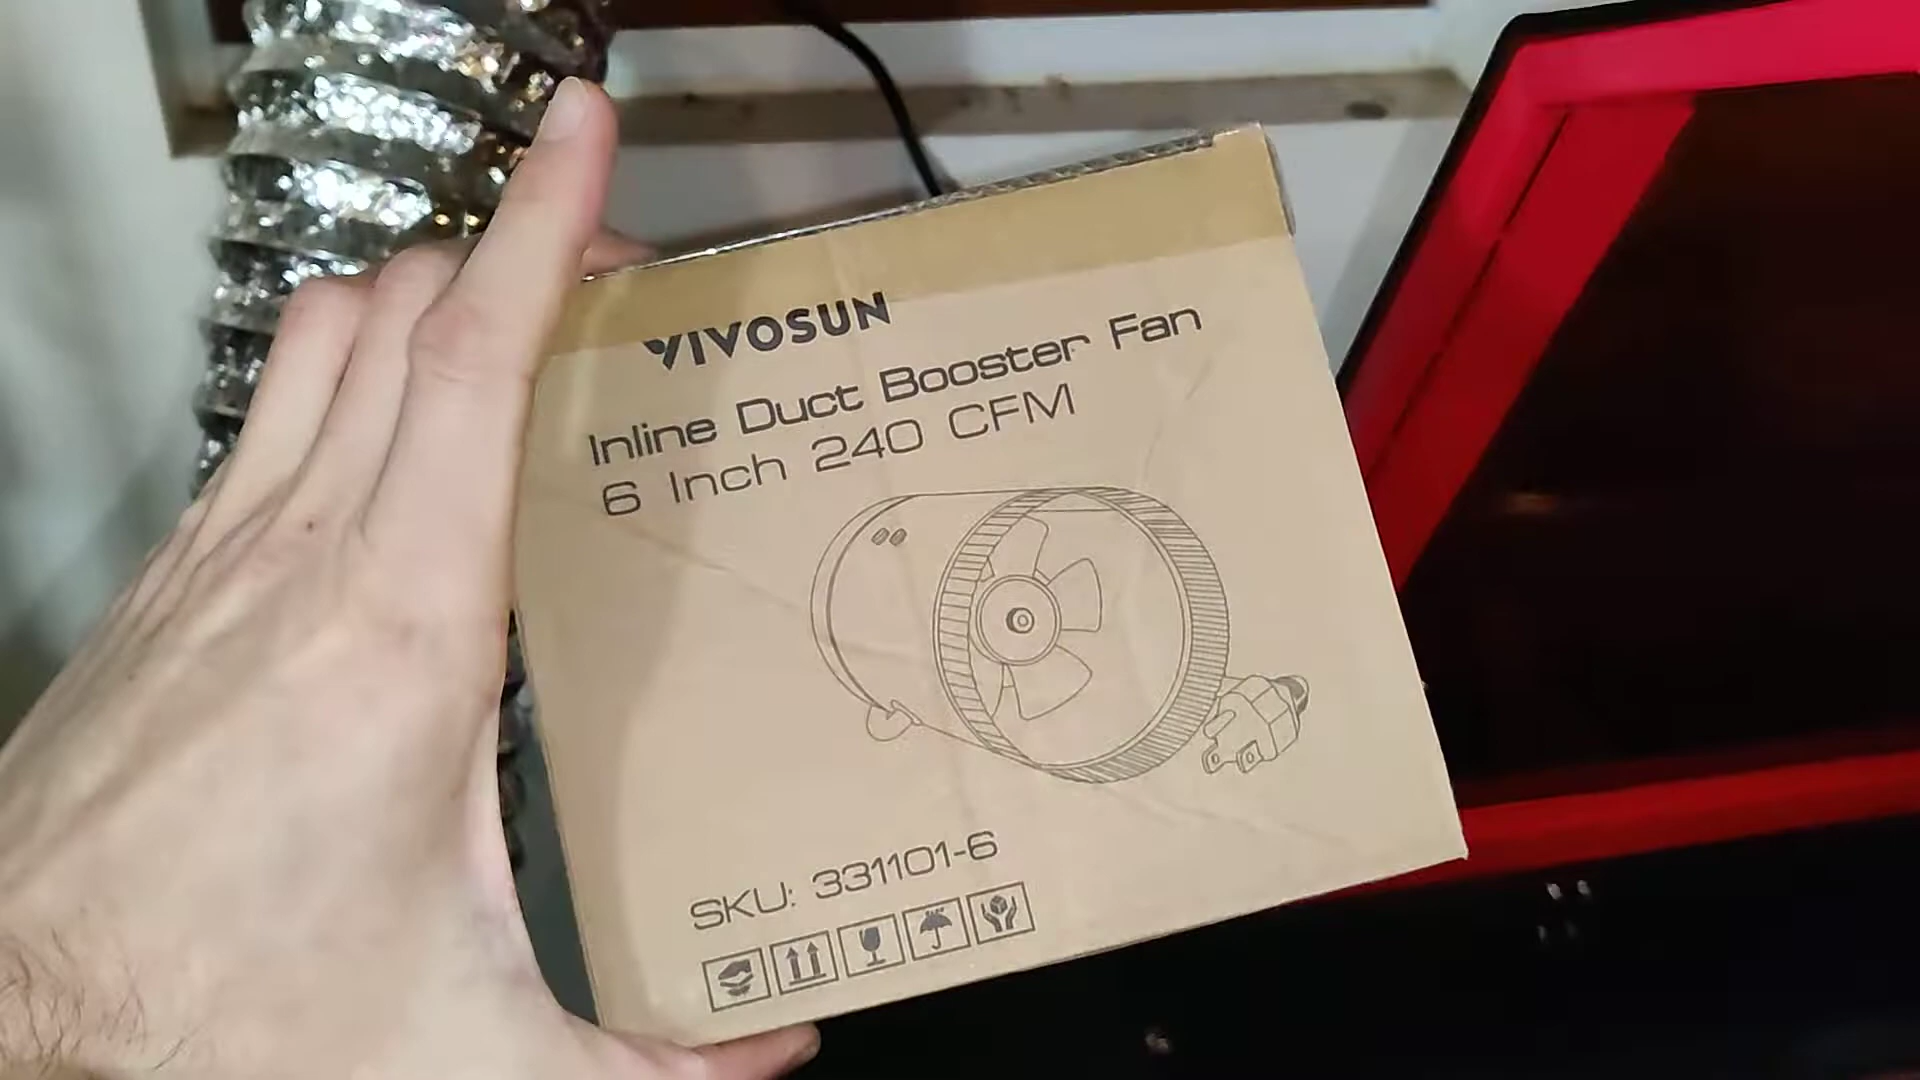 VIVOSUN
Inline Duct Booster Fan
6 Inch 240 CFM
SKU: 331101-6